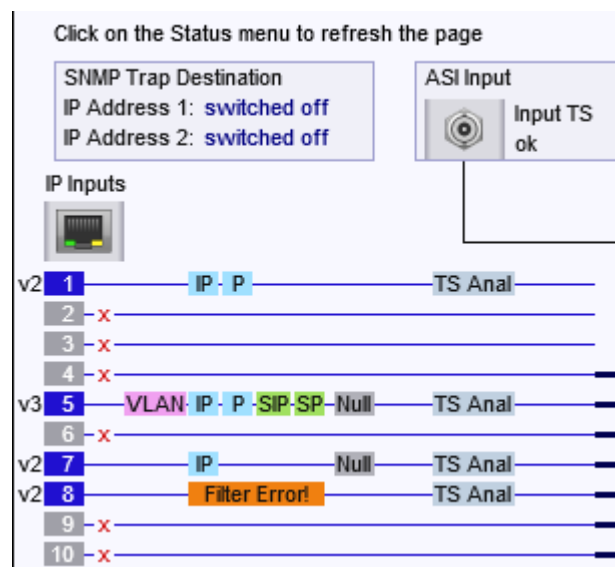 Click on the Status menu to refresh the page
SNMP Trap Destination
IP Address 1: switched off
IP Address 2: switched off
ASI Input
Input TS
ok
IP Inputs
v2 1 IP P TS Anal
2 x
3 x
4 x
v3 5 VLAN IP P SIP SP Null TS Anal
6 x
v2 7 IP Null TS Anal
v2 8 Filter Error! TS Anal
9 x
10 x